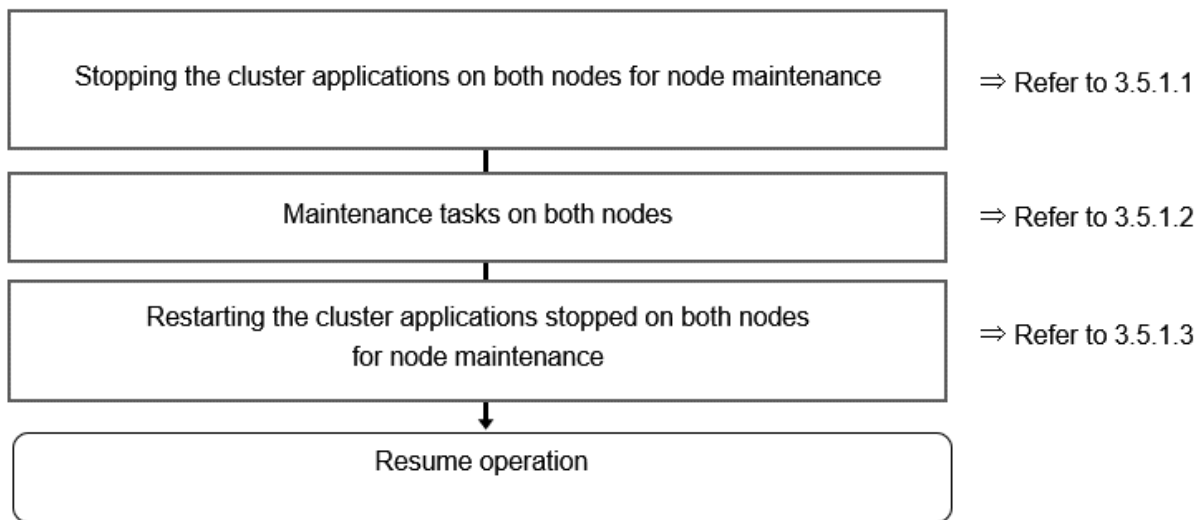 Stopping the cluster applications on both nodes for node maintenance
⇒ Refer to 3.5.1.1
Maintenance tasks on both nodes
⇒ Refer to 3.5.1.2
Restarting the cluster applications stopped on both nodes
for node maintenance
⇒ Refer to 3.5.1.3
Resume operation